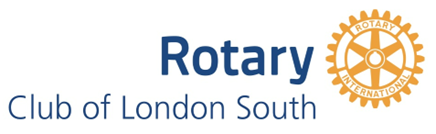 Rotary
Club of London South
ROTARY
INTERNATIONAL